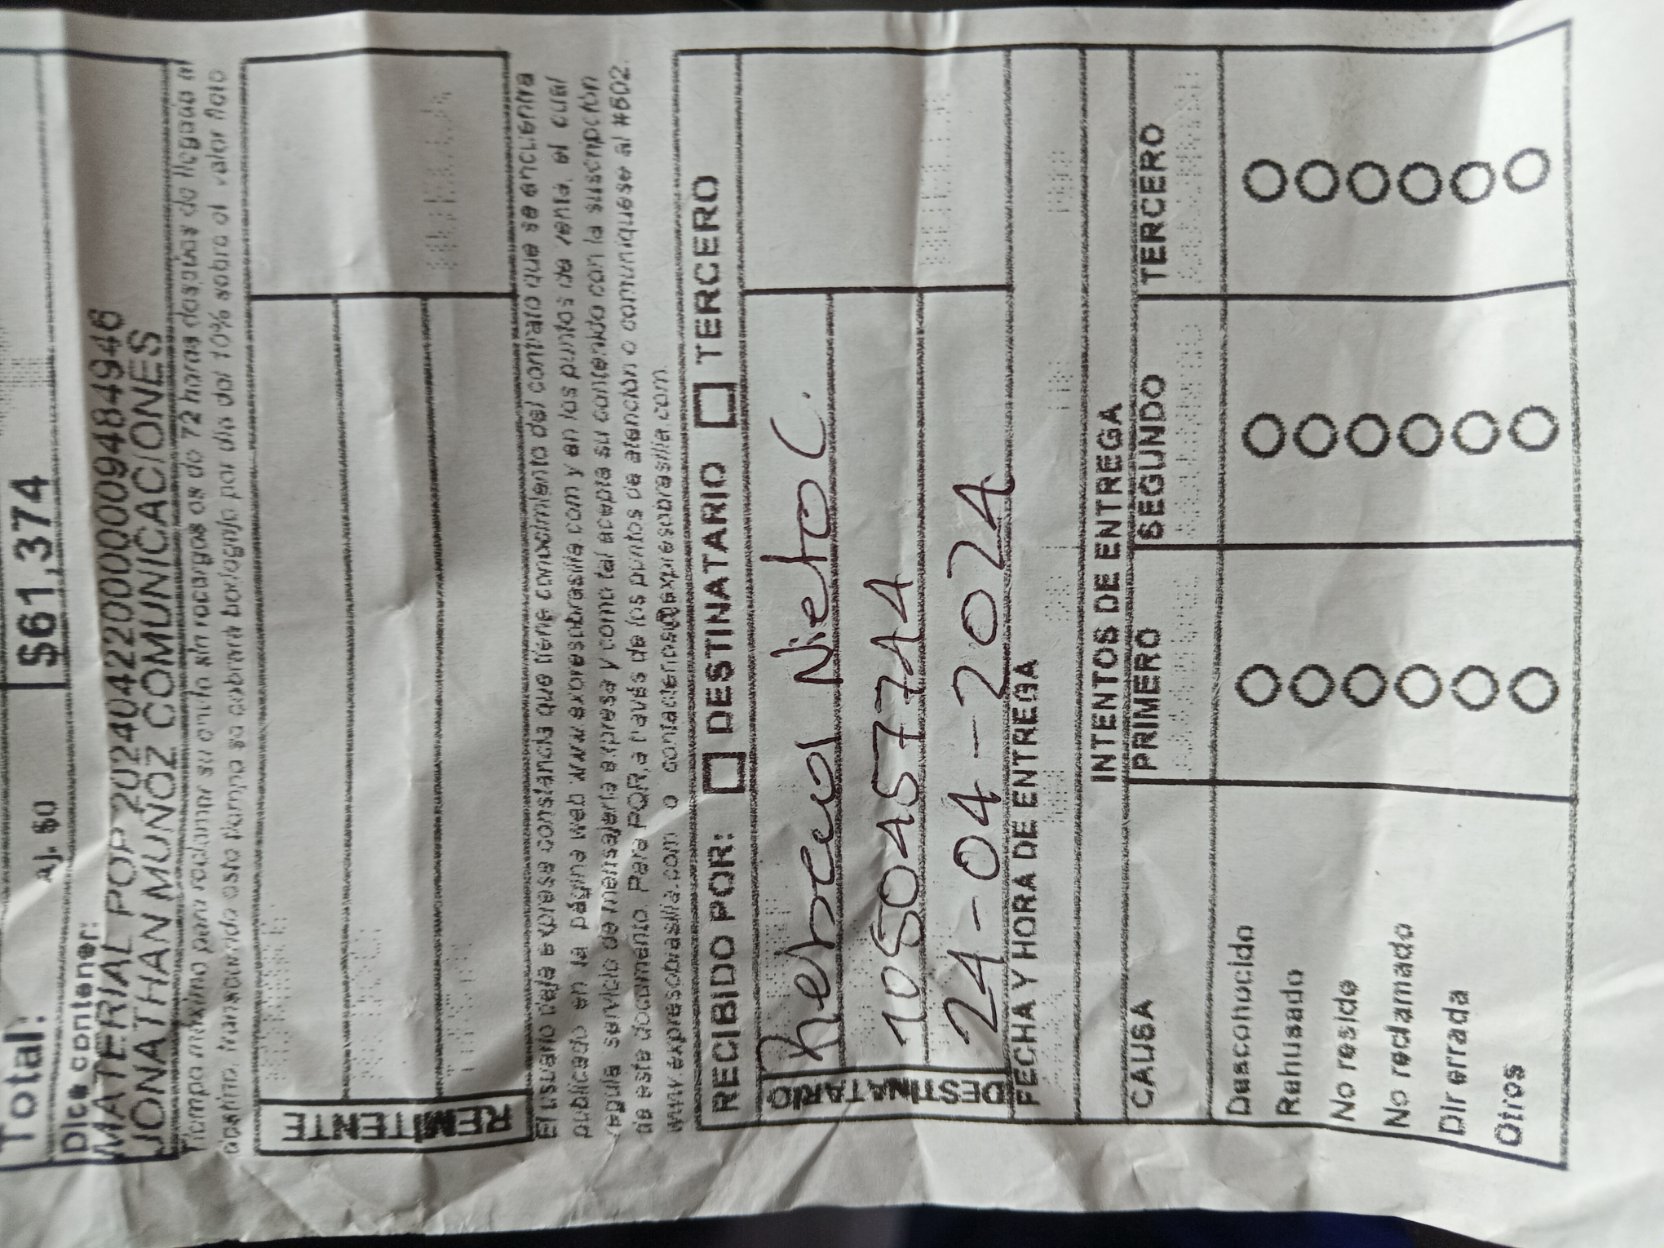 Total:
aj. $0
$61,374
Dice contener:
MATERIAL POP 20240422000009484946
JONATHAN MUÑOZ COMUNICACIONES
Tiempo máximo para reclamar su envío sin recargos es de 72 horas después de llegada al
destino, transcurrido este tiempo se cobrará bodegaje por día del 10% sobre el valor flete
REMITENTE
El usuario deja expresa constancia que tiene conocimiento del contrato que se encuentra
publicado en la página web www.expresobrasilia.com y en los puntos de venta, el cual
regula servicio de mensajería expresa y como tal acepta su contenido con la suscripción
de este documento. Para PQR, a través de los puntos de atención o comuníquese al #502.
www.expresobrasilia.com o contactenos@expresobrasilia.com.
RECIBIDO POR: DESTINATARIO TERCERO
DESTINATARIO
Nieto C.
24-04-2024
DESTINATARIO
FECHA Y HORA DE ENTREGA
INTENTOS DE ENTREGA
CAUSA PRIMERO SEGUNDO TERCERO
Desconocido
Rehusado
No reside
No reclamado
Dir errada
Otros